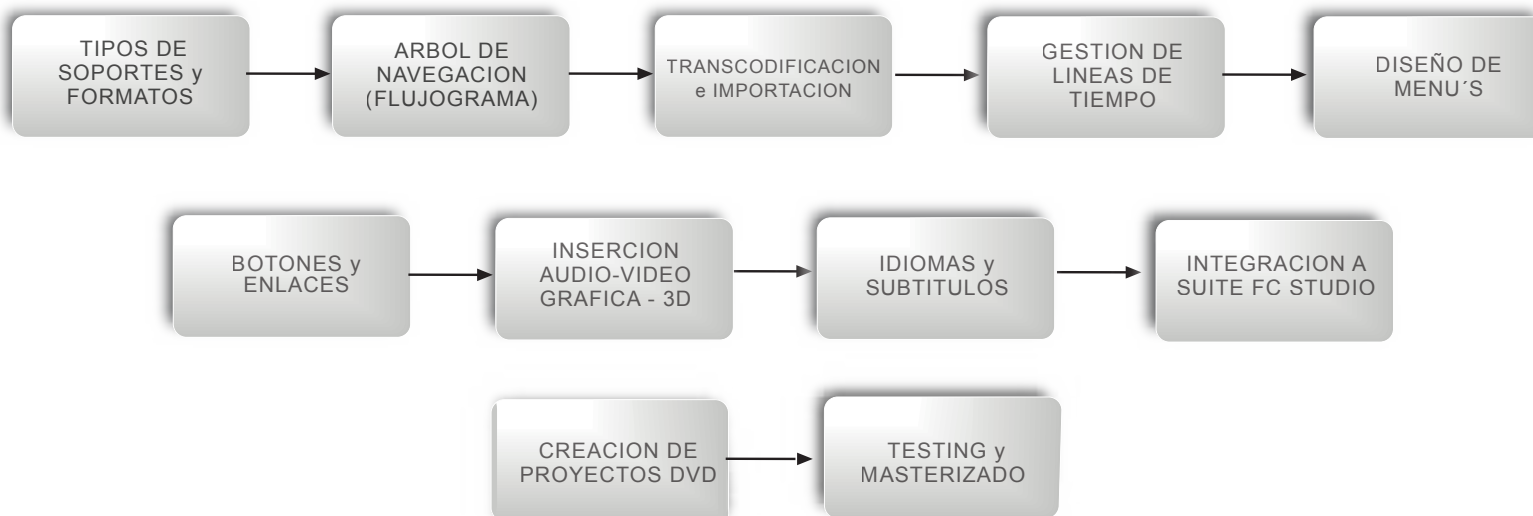 TIPOS DE
SOPORTES y
FORMATOS
ARBOL DE
NAVEGACION
(FLUJOGRAMA)
TRANSCODIFICACION
e IMPORTACION
GESTION DE
LINEAS DE
TIEMPO
DISEÑO DE
MENU´S
BOTONES y
ENLACES
INSERCION
AUDIO-VIDEO
GRAFICA - 3D
IDIOMAS y
SUBTITULOS
INTEGRACION A
SUITE FC STUDIO
CREACION DE
PROYECTOS DVD
TESTING y
MASTERIZADO